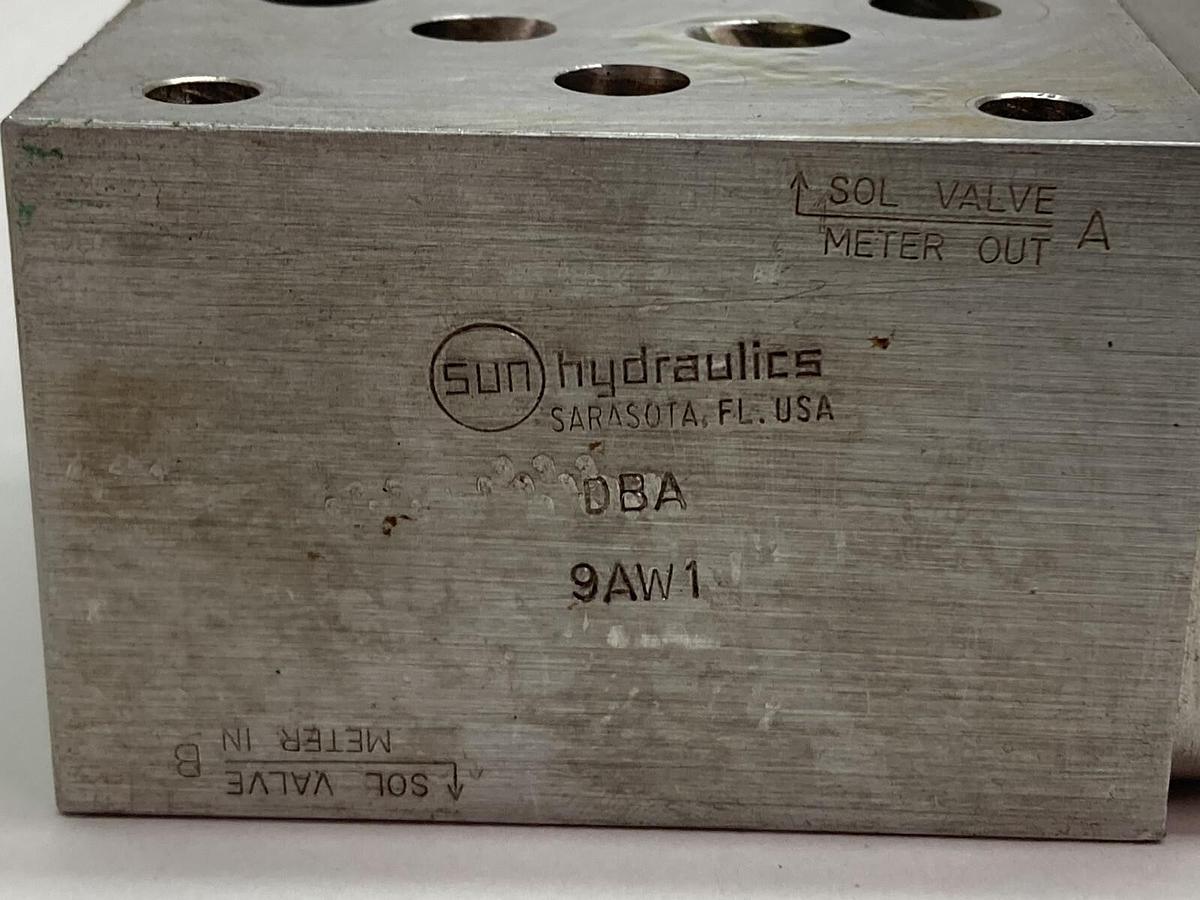 SOL VALVE
METER OUT A
sun hydraulics
SARASOTA, FL. USA
DBA
9AW1
SOL VALVE
METER IN B